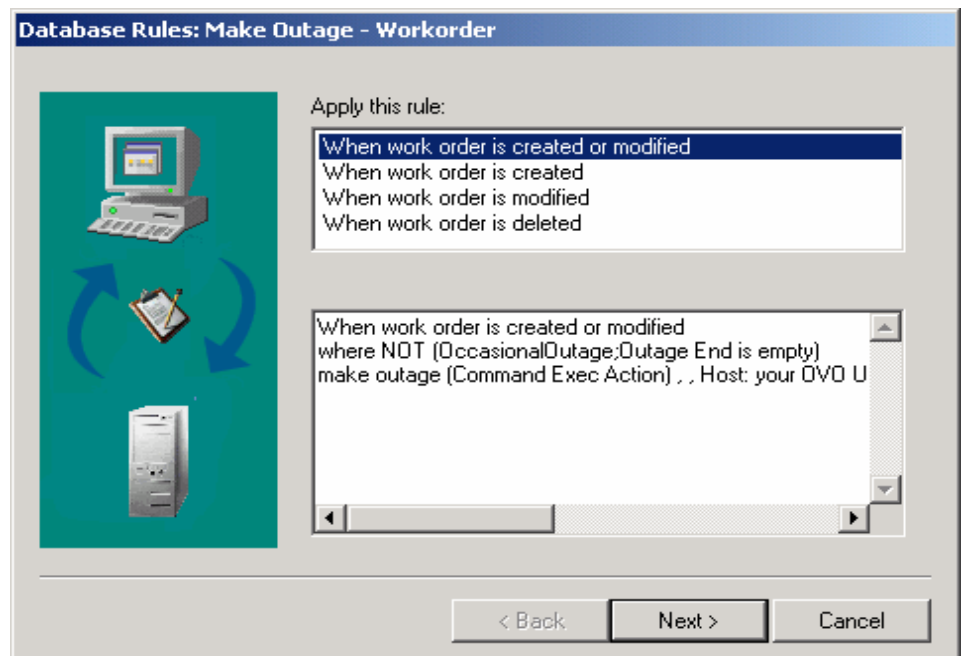 Database Rules: Make Outage - Workorder
Apply this rule:
When work order is created or modified
When work order is created
When work order is modified
When work order is deleted
When work order is created or modified
where NOT (OccasionalOutage;Outage End is empty)
make outage (Command Exec Action) , , Host: your OVO U
< Back
Next >
Cancel